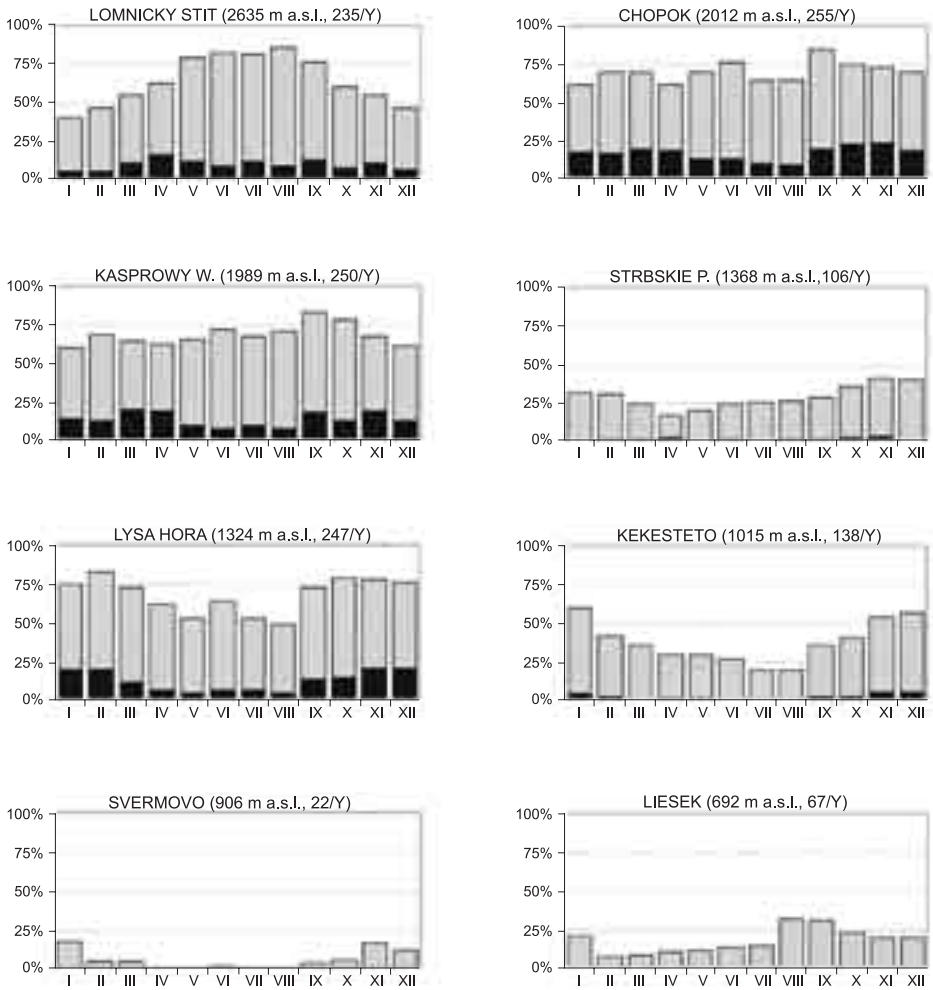 LOMNICKY STIT (2635 m a.s.l., 235/Y)
100%
75%
50%
25%
0%
I II III IV V VI VII VIII IX X XI XII
CHOPOK (2012 m a.s.l., 255/Y)
100%
75%
50%
25%
0%
I II III IV V VI VII VIII IX X XI XII
KASPROWY W. (1989 m a.s.l., 250/Y)
100%
75%
50%
25%
0%
I II III IV V VI VII VIII IX X XI XII
STRBSKIE P. (1368 m a.s.l.,106/Y)
100%
75%
50%
25%
0%
I II III IV V VI VII VIII IX X XI XII
LYSA HORA (1324 m a.s.l., 247/Y)
100%
75%
50%
25%
0%
I II III IV V VI VII VIII IX X XI XII
KEKESTETO (1015 m a.s.l., 138/Y)
100%
75%
50%
25%
0%
I II III IV V VI VII VIII IX X XI XII
SVERMOVO (906 m a.s.l., 22/Y)
100%
75%
50%
25%
0%
I II III IV V VI VII VIII IX X XI XII
LIESEK (692 m a.s.l., 67/Y)
100%
75%
50%
25%
0%
I II III IV V VI VII VIII IX X XI XII